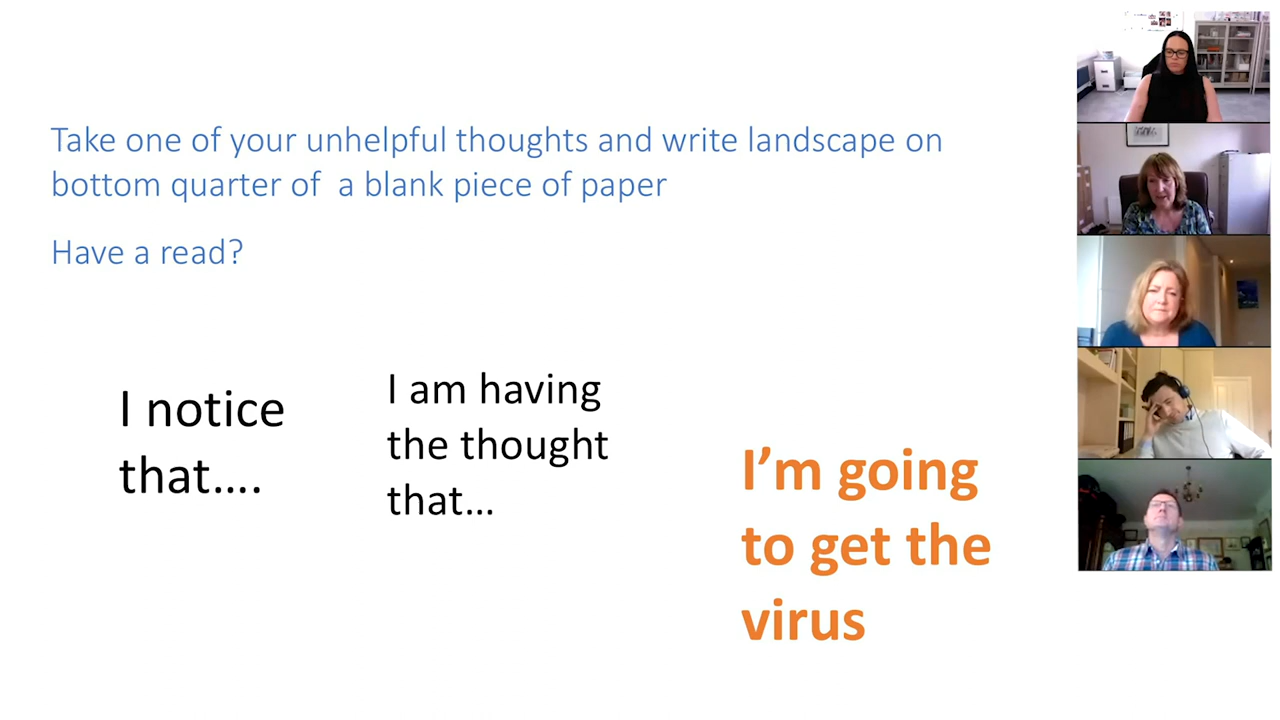 Take one of your unhelpful thoughts and write landscape on
bottom quarter of  a blank piece of paper
Have a read?
I notice
that....
I am having
the thought
that...
I’m going
to get the
virus